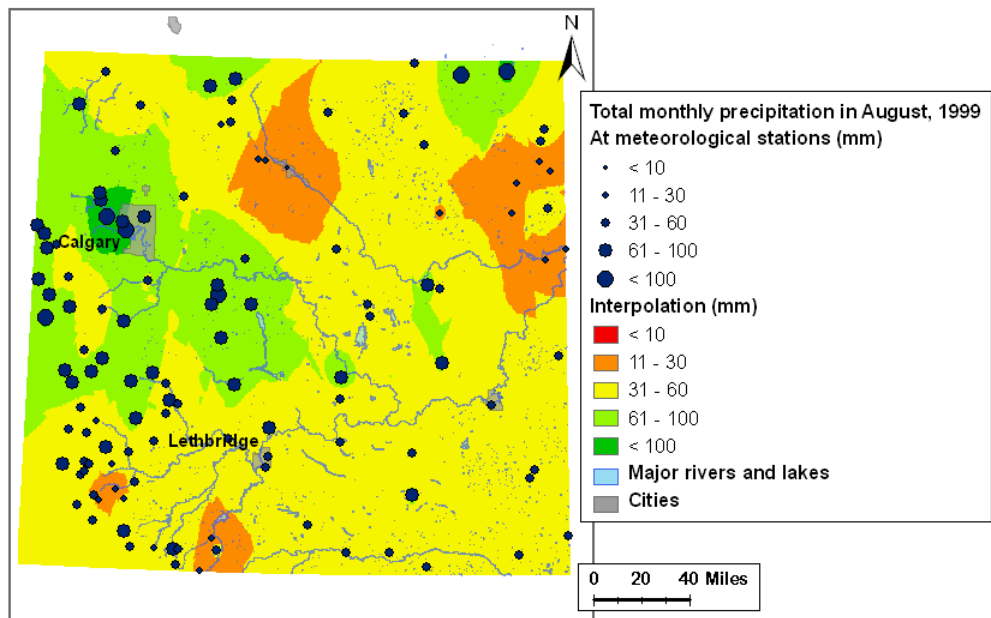 N
Calgary
Lethbridge
Total monthly precipitation in August, 1999
At meteorological stations (mm)
< 10
11 - 30
31 - 60
61 - 100
< 100
Interpolation (mm)
< 10
11 - 30
31 - 60
61 - 100
< 100
Major rivers and lakes
Cities
0 20 40 Miles